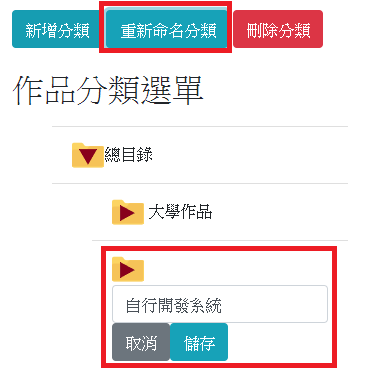 新增分類 重新命名分類 刪除分類
作品分類選單
總目錄
大學作品
自行開發系統
取消 儲存